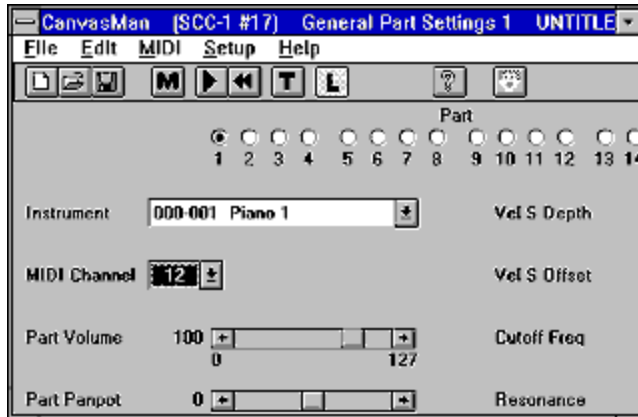 CanvasMan (SCC-1 #17) General Part Settings 1 UNTITLE
File Edit MIDI Setup Help
M T L ?
Part
1 2 3 4 5 6 7 8 9 10 11 12 13 14
Instrument 000-001 Piano 1 Vel S Depth
MIDI Channel 12 Vel S Offset
Part Volume 100 Cutoff Freq
0 127
Part Panpot 0 Resonance